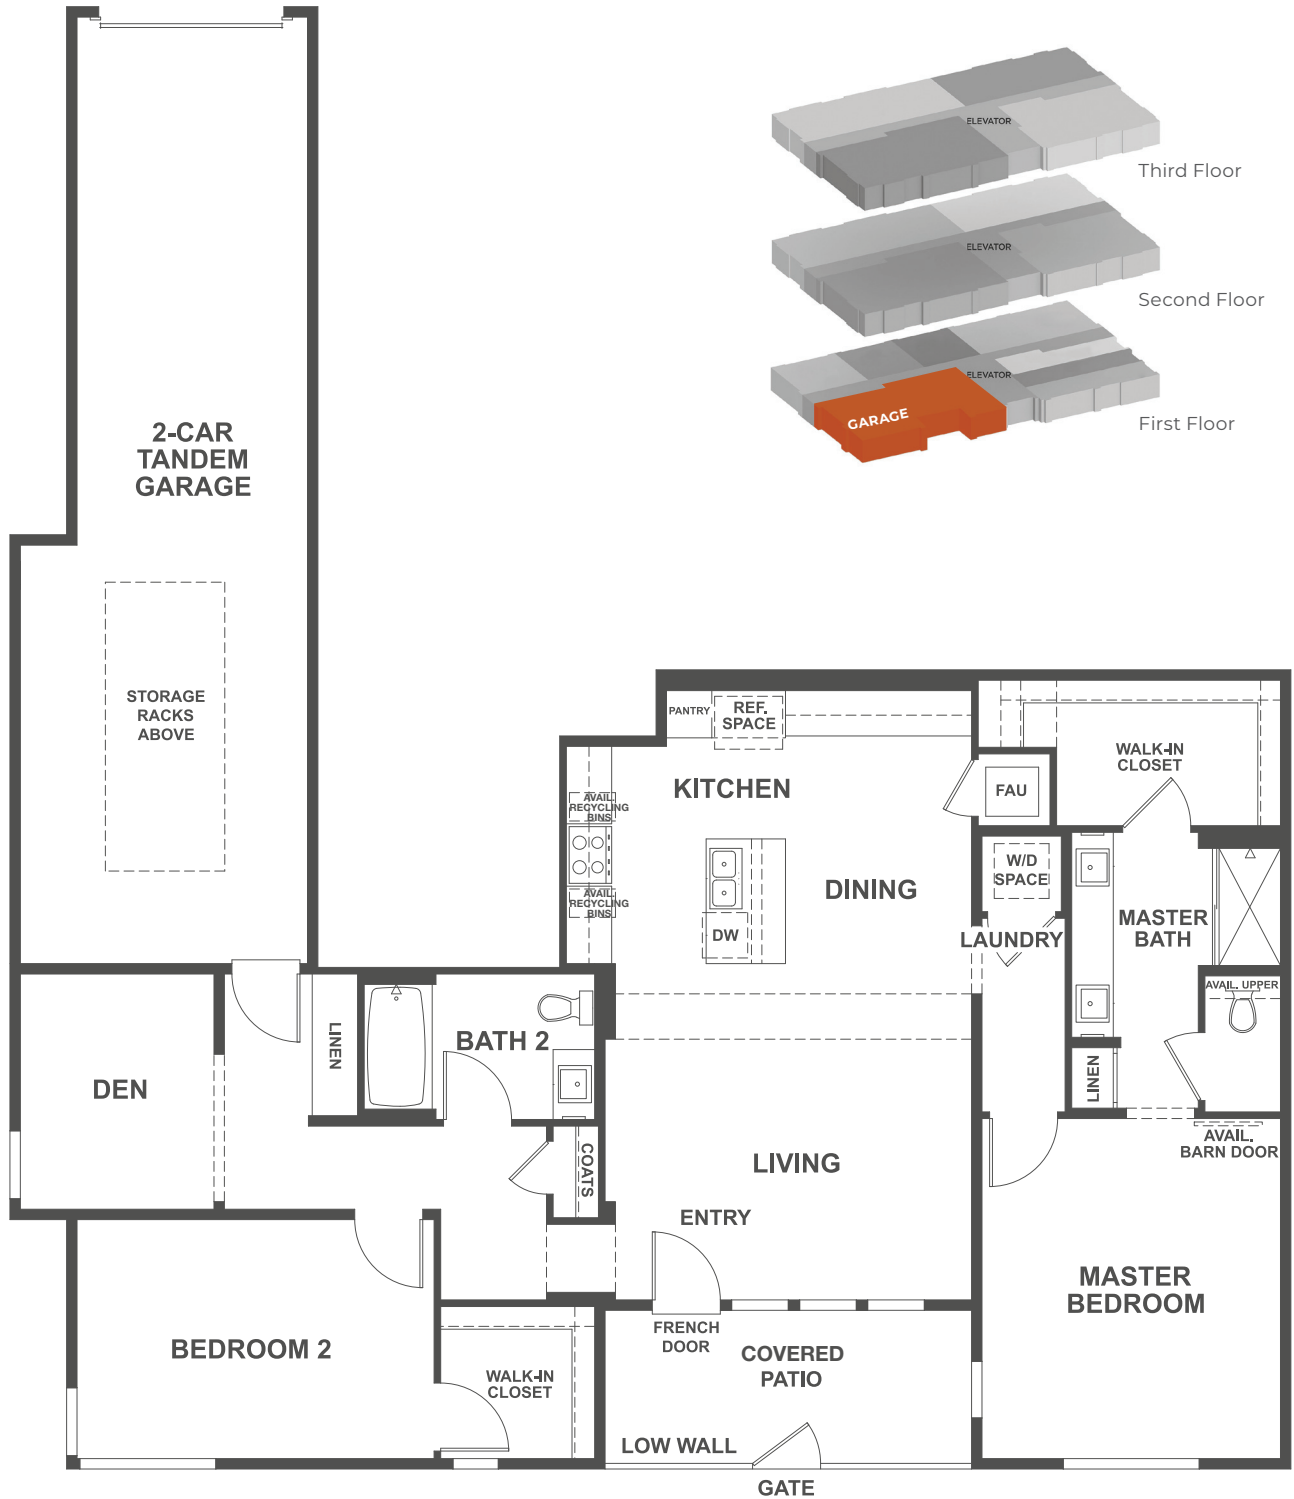 ELEVATOR
Third Floor
ELEVATOR
Second Floor
ELEVATOR
GARAGE
First Floor
2-CAR
TANDEM
GARAGE
STORAGE
RACKS
ABOVE
PANTRY
REF.
SPACE
WALK-IN
CLOSET
KITCHEN
FAU
AVAIL.
RECYCLING
BINS
W/D
SPACE
DINING
AVAIL.
RECYCLING
BINS
DW
LAUNDRY
MASTER
BATH
AVAIL. UPPER
LINEN
BATH 2
DEN
LINEN
AVAIL.
BARN DOOR
COATS
LIVING
ENTRY
MASTER
BEDROOM
FRENCH
DOOR
BEDROOM 2
COVERED
PATIO
WALK-IN
CLOSET
LOW WALL
GATE